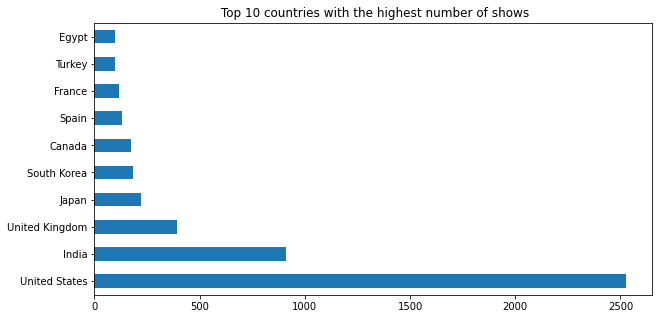 Top 10 countries with the highest number of shows
Egypt
Turkey
France
Spain
Canada
South Korea
Japan
United Kingdom
India
United States
0 500 1000 1500 2000 2500